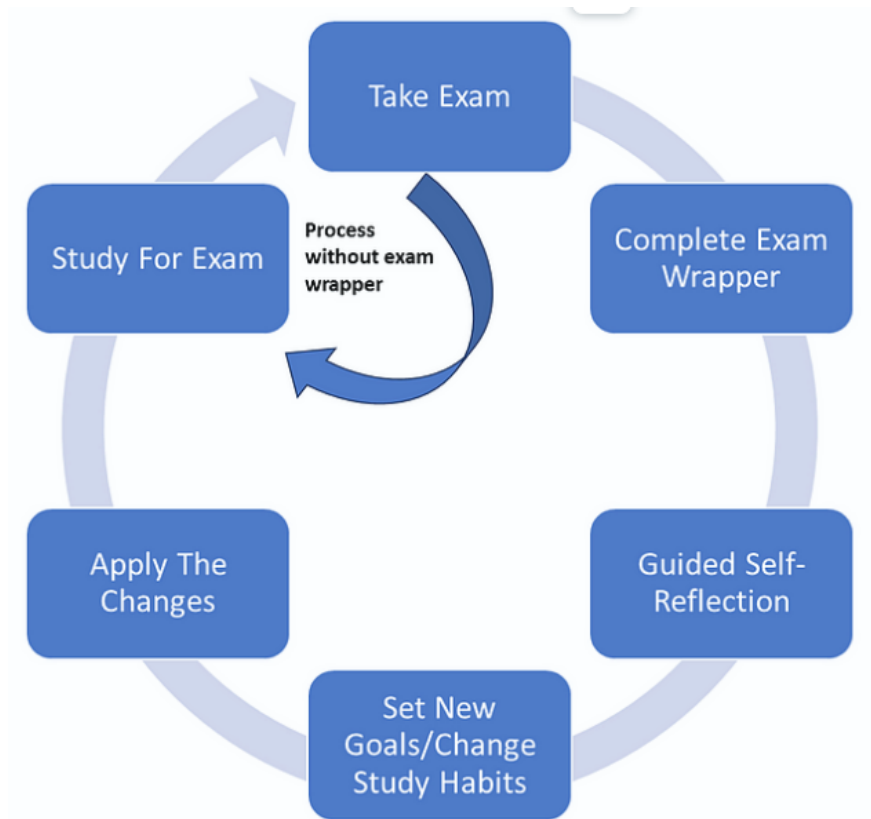 Take Exam
Complete Exam
Wrapper
Guided Self-
Reflection
Set New
Goals/Change
Study Habits
Apply The
Changes
Study For Exam
Process
without exam
wrapper